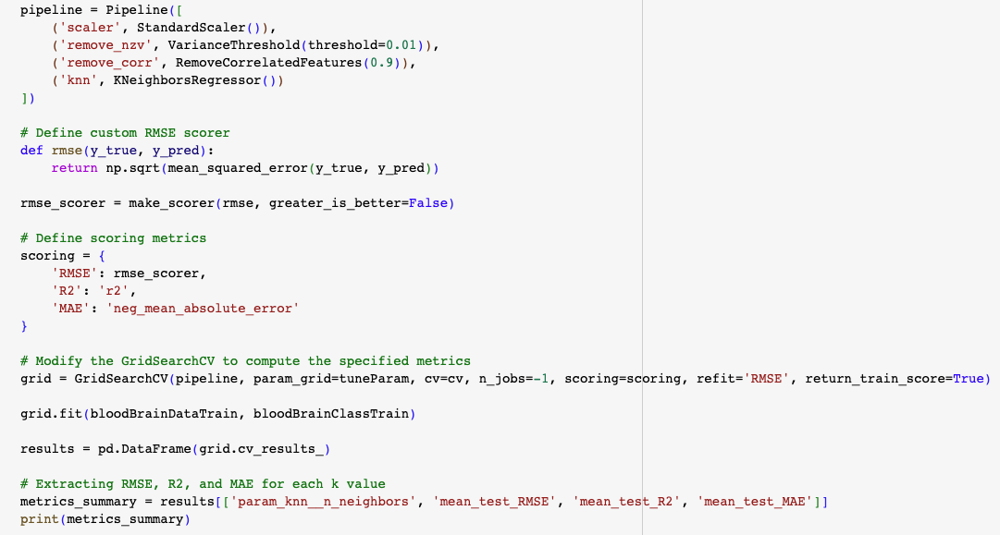 pipeline = Pipeline([
    ('scaler', StandardScaler()),
    ('remove_nzv', VarianceThreshold(threshold=0.01)),
    ('remove_corr', RemoveCorrelatedFeatures(0.9)),
    ('knn', KNeighborsRegressor())
])

# Define custom RMSE scorer
def rmse(y_true, y_pred):
    return np.sqrt(mean_squared_error(y_true, y_pred))

rmse_scorer = make_scorer(rmse, greater_is_better=False)

# Define scoring metrics
scoring = {
    'RMSE': rmse_scorer,
    'R2': 'r2',
    'MAE': 'neg_mean_absolute_error'
}

# Modify the GridSearchCV to compute the specified metrics
grid = GridSearchCV(pipeline, param_grid=tuneParam, cv=cv, n_jobs=-1, scoring=scoring, refit='RMSE', return_train_score=True)

grid.fit(bloodBrainDataTrain, bloodBrainClassTrain)

results = pd.DataFrame(grid.cv_results_)

# Extracting RMSE, R2, and MAE for each k value
metrics_summary = results[['param_knn__n_neighbors', 'mean_test_RMSE', 'mean_test_R2', 'mean_test_MAE']]
print(metrics_summary)